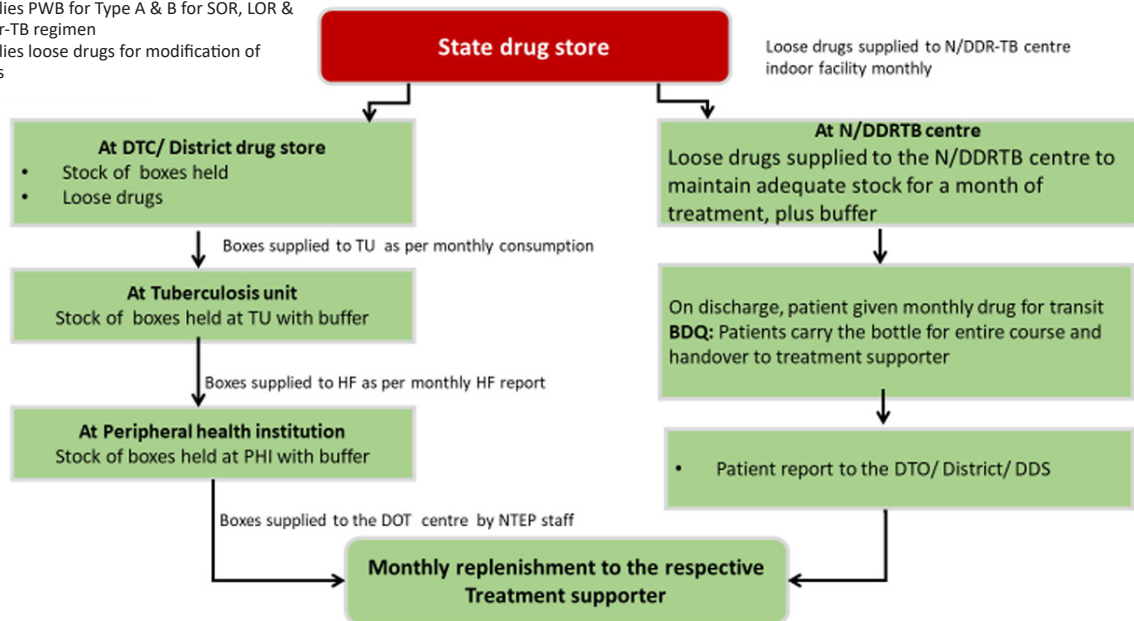 plies PWB for Type A & B for SOR, LOR &
r-TB regimen
lies loose drugs for modification of
s
State drug store
Loose drugs supplied to N/DDR-TB centre
indoor facility monthly
At DTC/ District drug store
• Stock of boxes held
• Loose drugs
At N/DDRTB centre
Loose drugs supplied to the N/DDRTB centre to
maintain adequate stock for a month of
treatment, plus buffer
Boxes supplied to TU as per monthly consumption
At Tuberculosis unit
Stock of boxes held at TU with buffer
On discharge, patient given monthly drug for transit
BDQ: Patients carry the bottle for entire course and
handover to treatment supporter
Boxes supplied to HF as per monthly HF report
At Peripheral health institution
Stock of boxes held at PHI with buffer
• Patient report to the DTO/ District/ DDS
Boxes supplied to the DOT centre by NTEP staff
Monthly replenishment to the respective
Treatment supporter